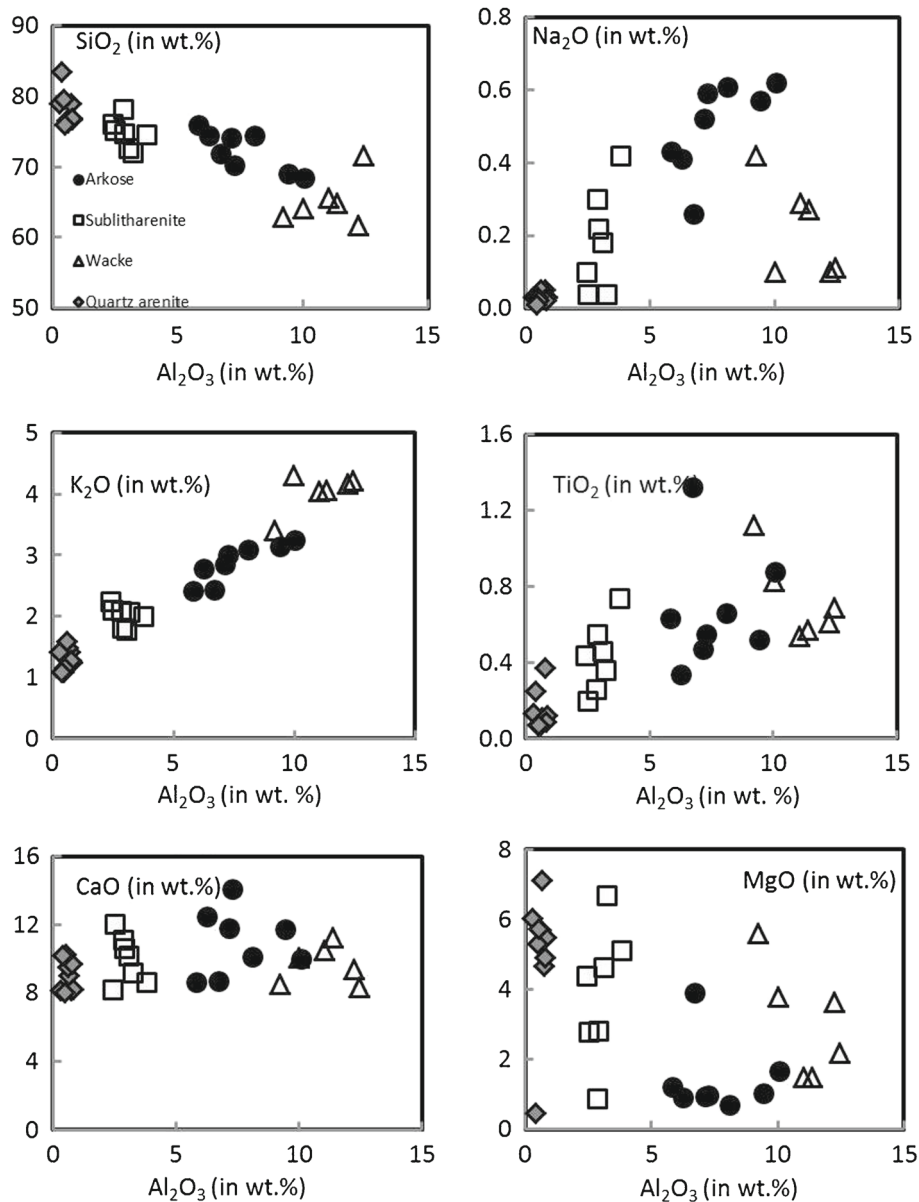 90
SiO₂ (in wt.%)
80
70
●Arkose
□Sublitharenite
60
△Wacke
◆Quartz arenite
50
0 5 10 15
Al₂O₃ (in wt.%)
0.8
Na₂O (in wt.%)
0.6
0.4
0.2
0.0
0 5 10 15
Al₂O₃ (in wt.%)
5
K₂O (in wt.%)
4
3
2
1
0
0 5 10 15
Al₂O₃ (in wt. %)
1.6
TiO₂ (in wt.%)
1.2
0.8
0.4
0.0
0 5 10 15
Al₂O₃ (in wt.%)
16
CaO (in wt.%)
12
8
4
0
0 5 10 15
Al₂O₃ (in wt.%)
8
MgO (in wt.%)
6
4
2
0
0 5 10 15
Al₂O₃ (in wt.%)